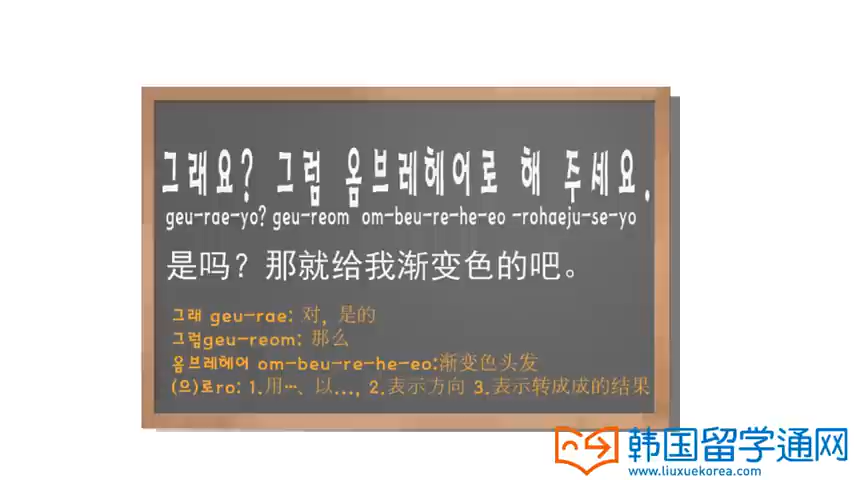 그래요? 그럼 옴브레헤어로 해 주세요.
geu-rae-yo? geu-reom om-beu-re-he-eo -rohaeju-se-yo
是吗？那就给我渐变色的吧。
그래 geu-rae: 对，是的
그럼geu-reom: 那么
옴브레헤어 om-beu-re-he-eo:渐变色头发
(으)로ro: 1.用…、以..., 2.表示方向 3.表示转成成的结果
韩国留学通网
www.liuxuekorea.com